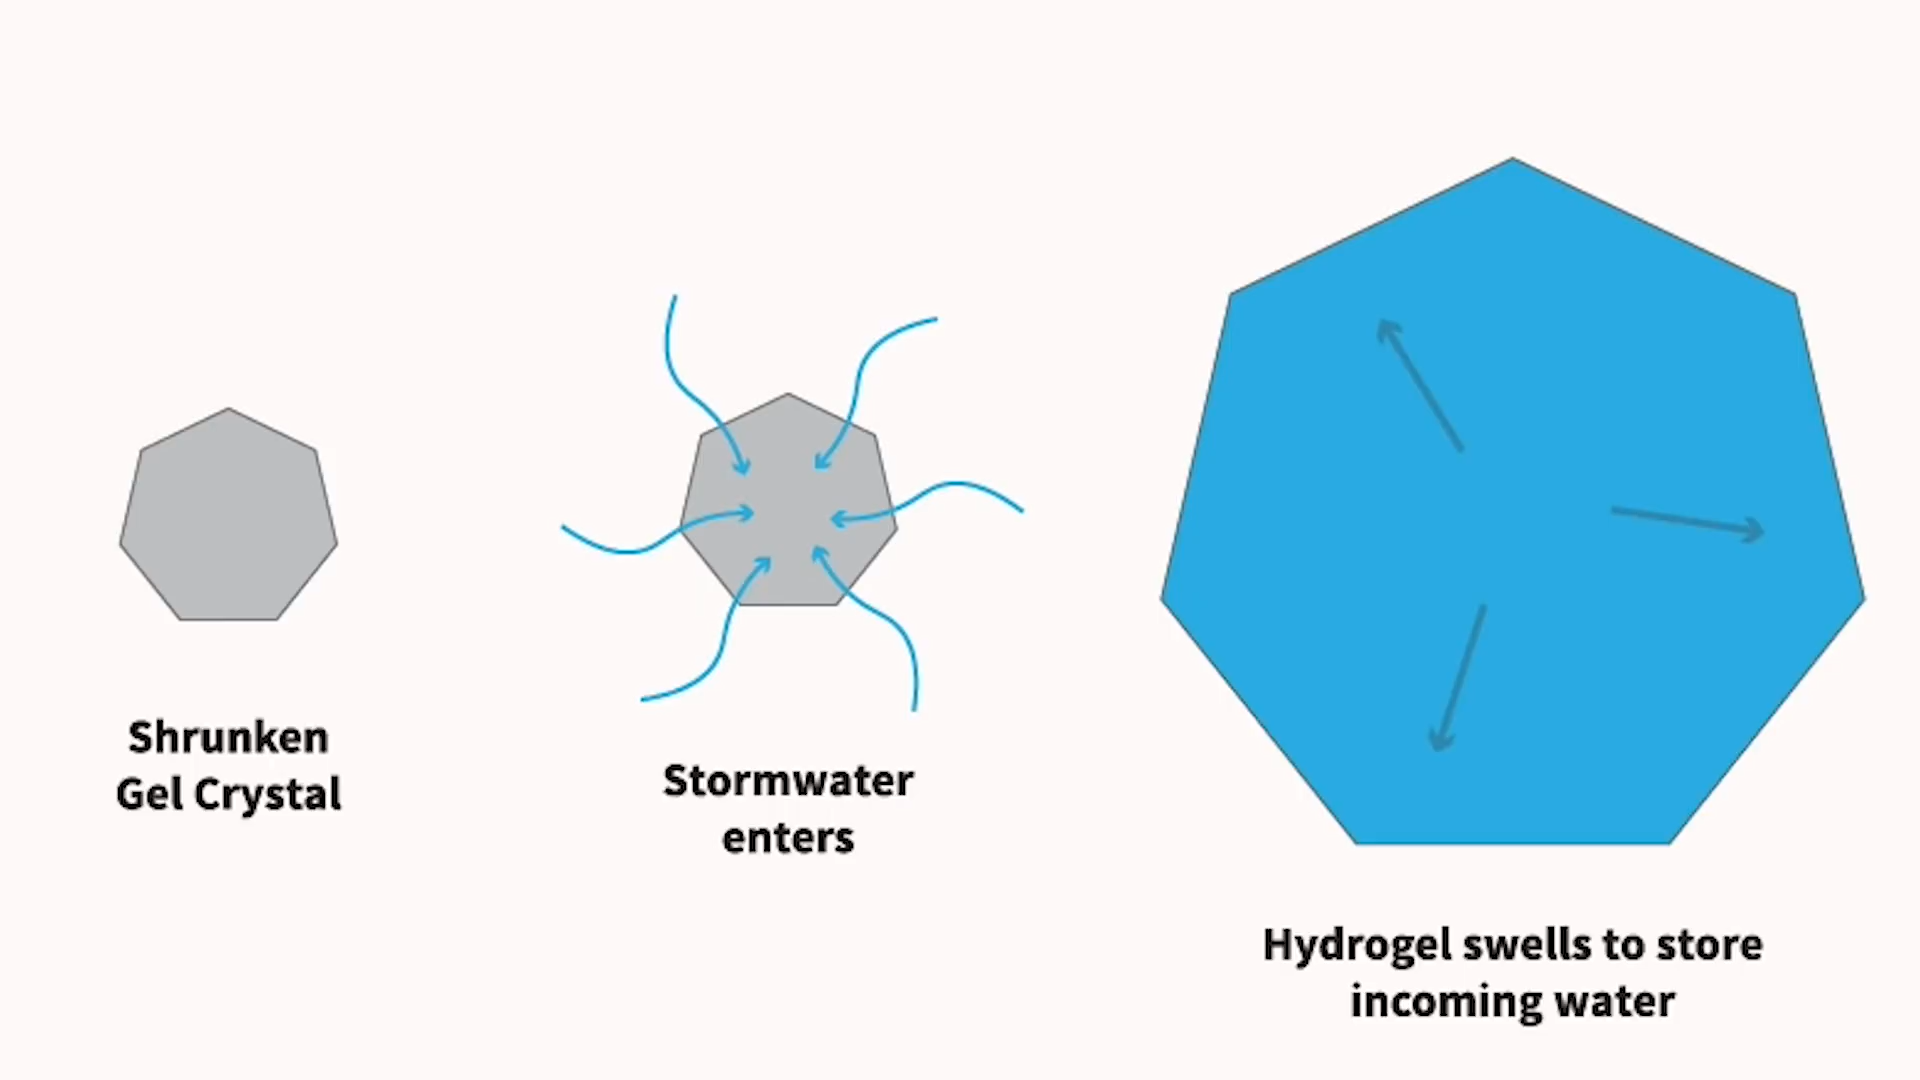 Shrunken
Gel Crystal
Stormwater
enters
Hydrogel swells to store
incoming water